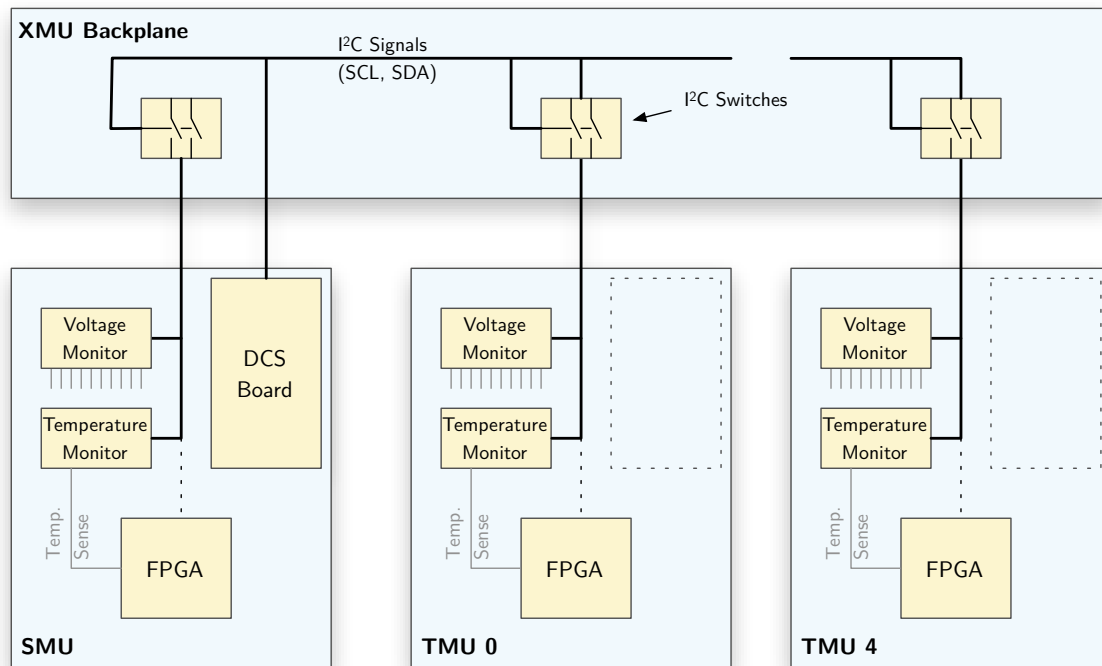 XMU Backplane
I²C Signals
(SCL, SDA)
I²C Switches
Voltage
Monitor
Temperature
Monitor
DCS
Board
Temp.
Sense
FPGA
SMU
Voltage
Monitor
Temperature
Monitor
Temp.
Sense
FPGA
TMU 0
Voltage
Monitor
Temperature
Monitor
Temp.
Sense
FPGA
TMU 4